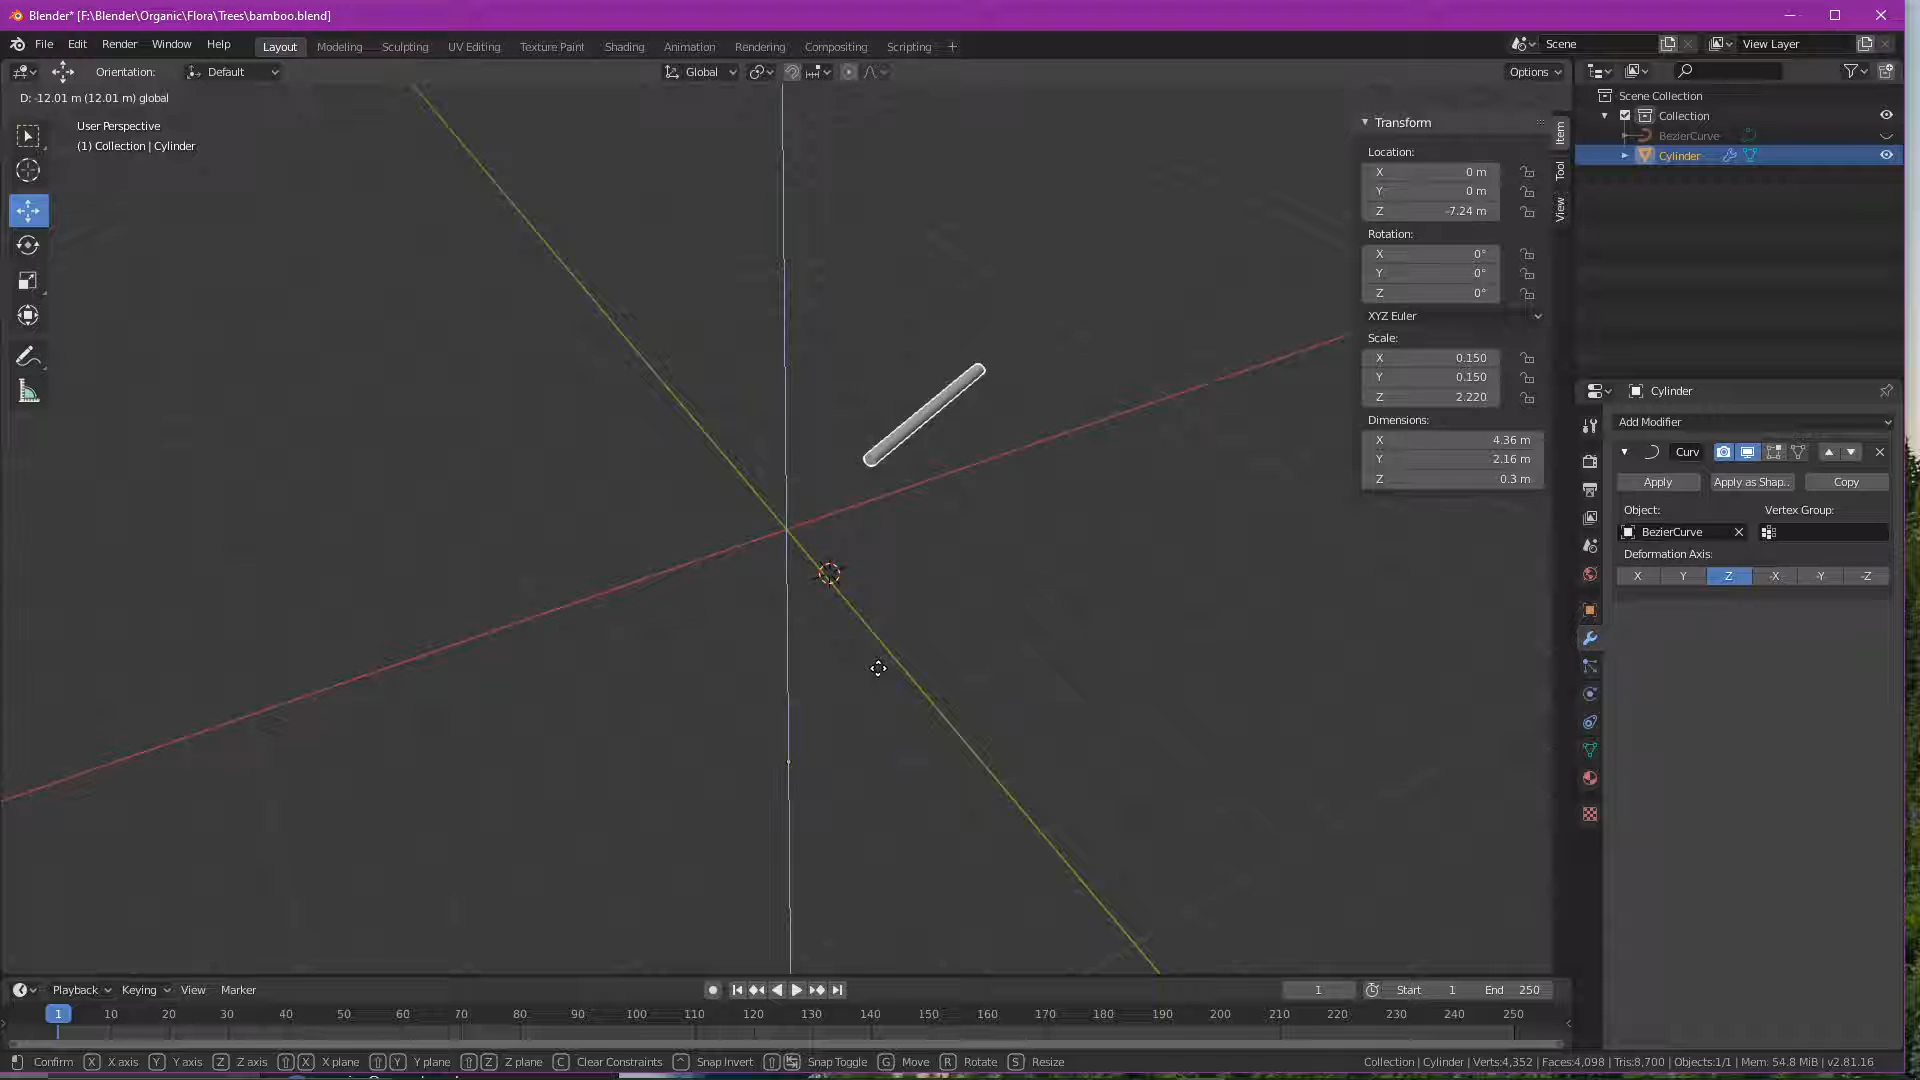 Blender* [F:\Blender\Organic\Flora\Trees\bamboo.blend]
File Edit Render Window Help Layout Modeling Sculpting UV Editing Texture Paint Shading Animation Rendering Compositing Scripting + Scene View Layer
Orientation: Default Global Options
D: -12.01 m (12.01 m) global
User Perspective
(1) Collection | Cylinder
Transform
Location:
X 0 m
Y 0 m
Z -7.24 m
Rotation:
X 0°
Y 0°
Z 0°
XYZ Euler
Scale:
X 0.150
Y 0.150
Z 2.220
Dimensions:
X 4.36 m
Y 2.16 m
Z 0.3 m
Item
Tool
View
Scene Collection
Collection
BezierCurve
Cylinder
Cylinder
Add Modifier
Curv
Apply Apply as Shap.. Copy
Object: Vertex Group:
BezierCurve
Deformation Axis:
X Y Z -X -Y -Z
Playback Keying View Marker 1 Start 1 End 250
1 10 20 30 40 50 60 70 80 90 100 110 120 130 140 150 160 170 180 190 200 210 220 230 240 250
Confirm X X axis Y Y axis Z Z axis X X plane Y Y plane Z Z plane C Clear Constraints Snap Invert Snap Toggle G Move R Rotate S Resize Collection | Cylinder | Verts:4,352 | Faces:4,098 | Tris:8,700 | Objects:1/1 | Mem: 54.8 MiB | v2.81.16